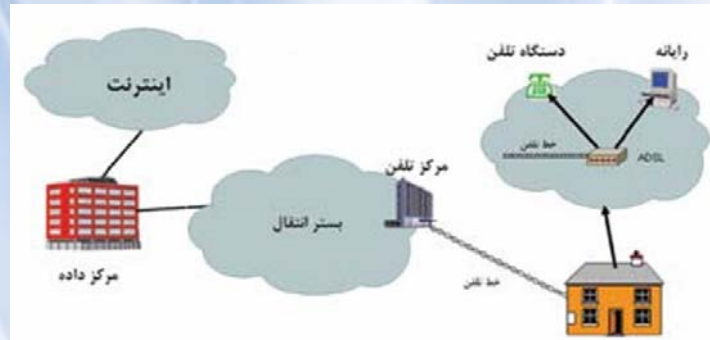 رایانه
دستگاه تلفن
اینترنت
خط تلفن
ADSL
مرکز تلفن
بستر انتقال
مرکز داده
خط تلفن